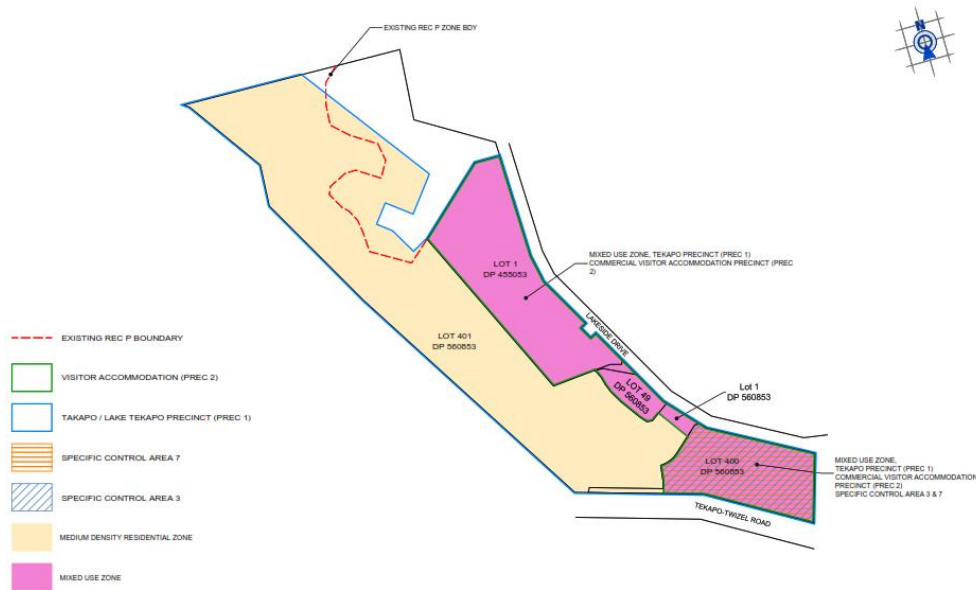 EXISTING REC P ZONE BDY
N
MIXED USE ZONE, TEKAPO PRECINCT (PREC 1)
COMMERCIAL VISITOR ACCOMMODATION PRECINCT (PREC
2)
LOT 1
DP 455053
LAKESIDE DRIVE
LOT 401
DP 560853
LOT 49
DP 560853
Lot 1
DP 560853
LOT 400
DP 560853
MIXED USE ZONE,
TEKAPO PRECINCT (PREC 1)
COMMERCIAL VISITOR ACCOMMODATION
PRECINCT (PREC 2)
SPECIFIC CONTROL AREA 3 & 7
TEKAPO-TWIZEL ROAD
EXISTING REC P BOUNDARY
VISITOR ACCOMMODATION (PREC 2)
TAKAPO / LAKE TEKAPO PRECINCT (PREC 1)
SPECIFIC CONTROL AREA 7
SPECIFIC CONTROL AREA 3
MEDIUM DENSITY RESIDENTIAL ZONE
MIXED USE ZONE